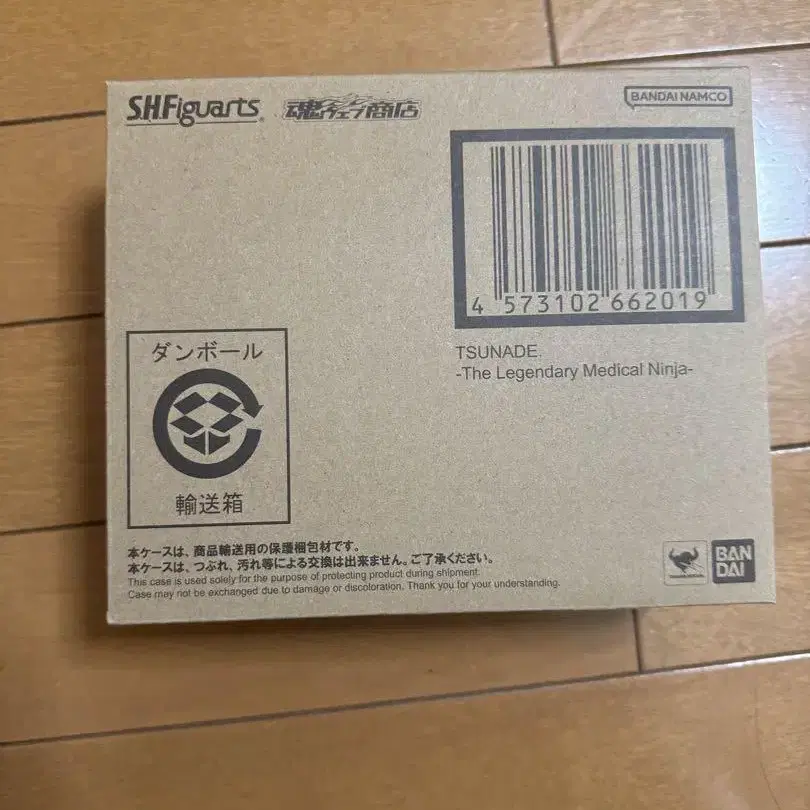 S.H.Figuarts
魂ウェブ商店
BANDAI NAMCO
4 573102 662019
TSUNADE.
-The Legendary Medical Ninja-
ダンボール
輸送箱
本ケースは、商品輸送用の保護梱包材です。
本ケースは、つぶれ、汚れ等による交換は出来ません。ご了承ください。
This case is used solely for the purpose of protecting product during shipment.
Case may not be exchanged due to damage or discoloration. Thank you for your understanding.
BAN
DAI